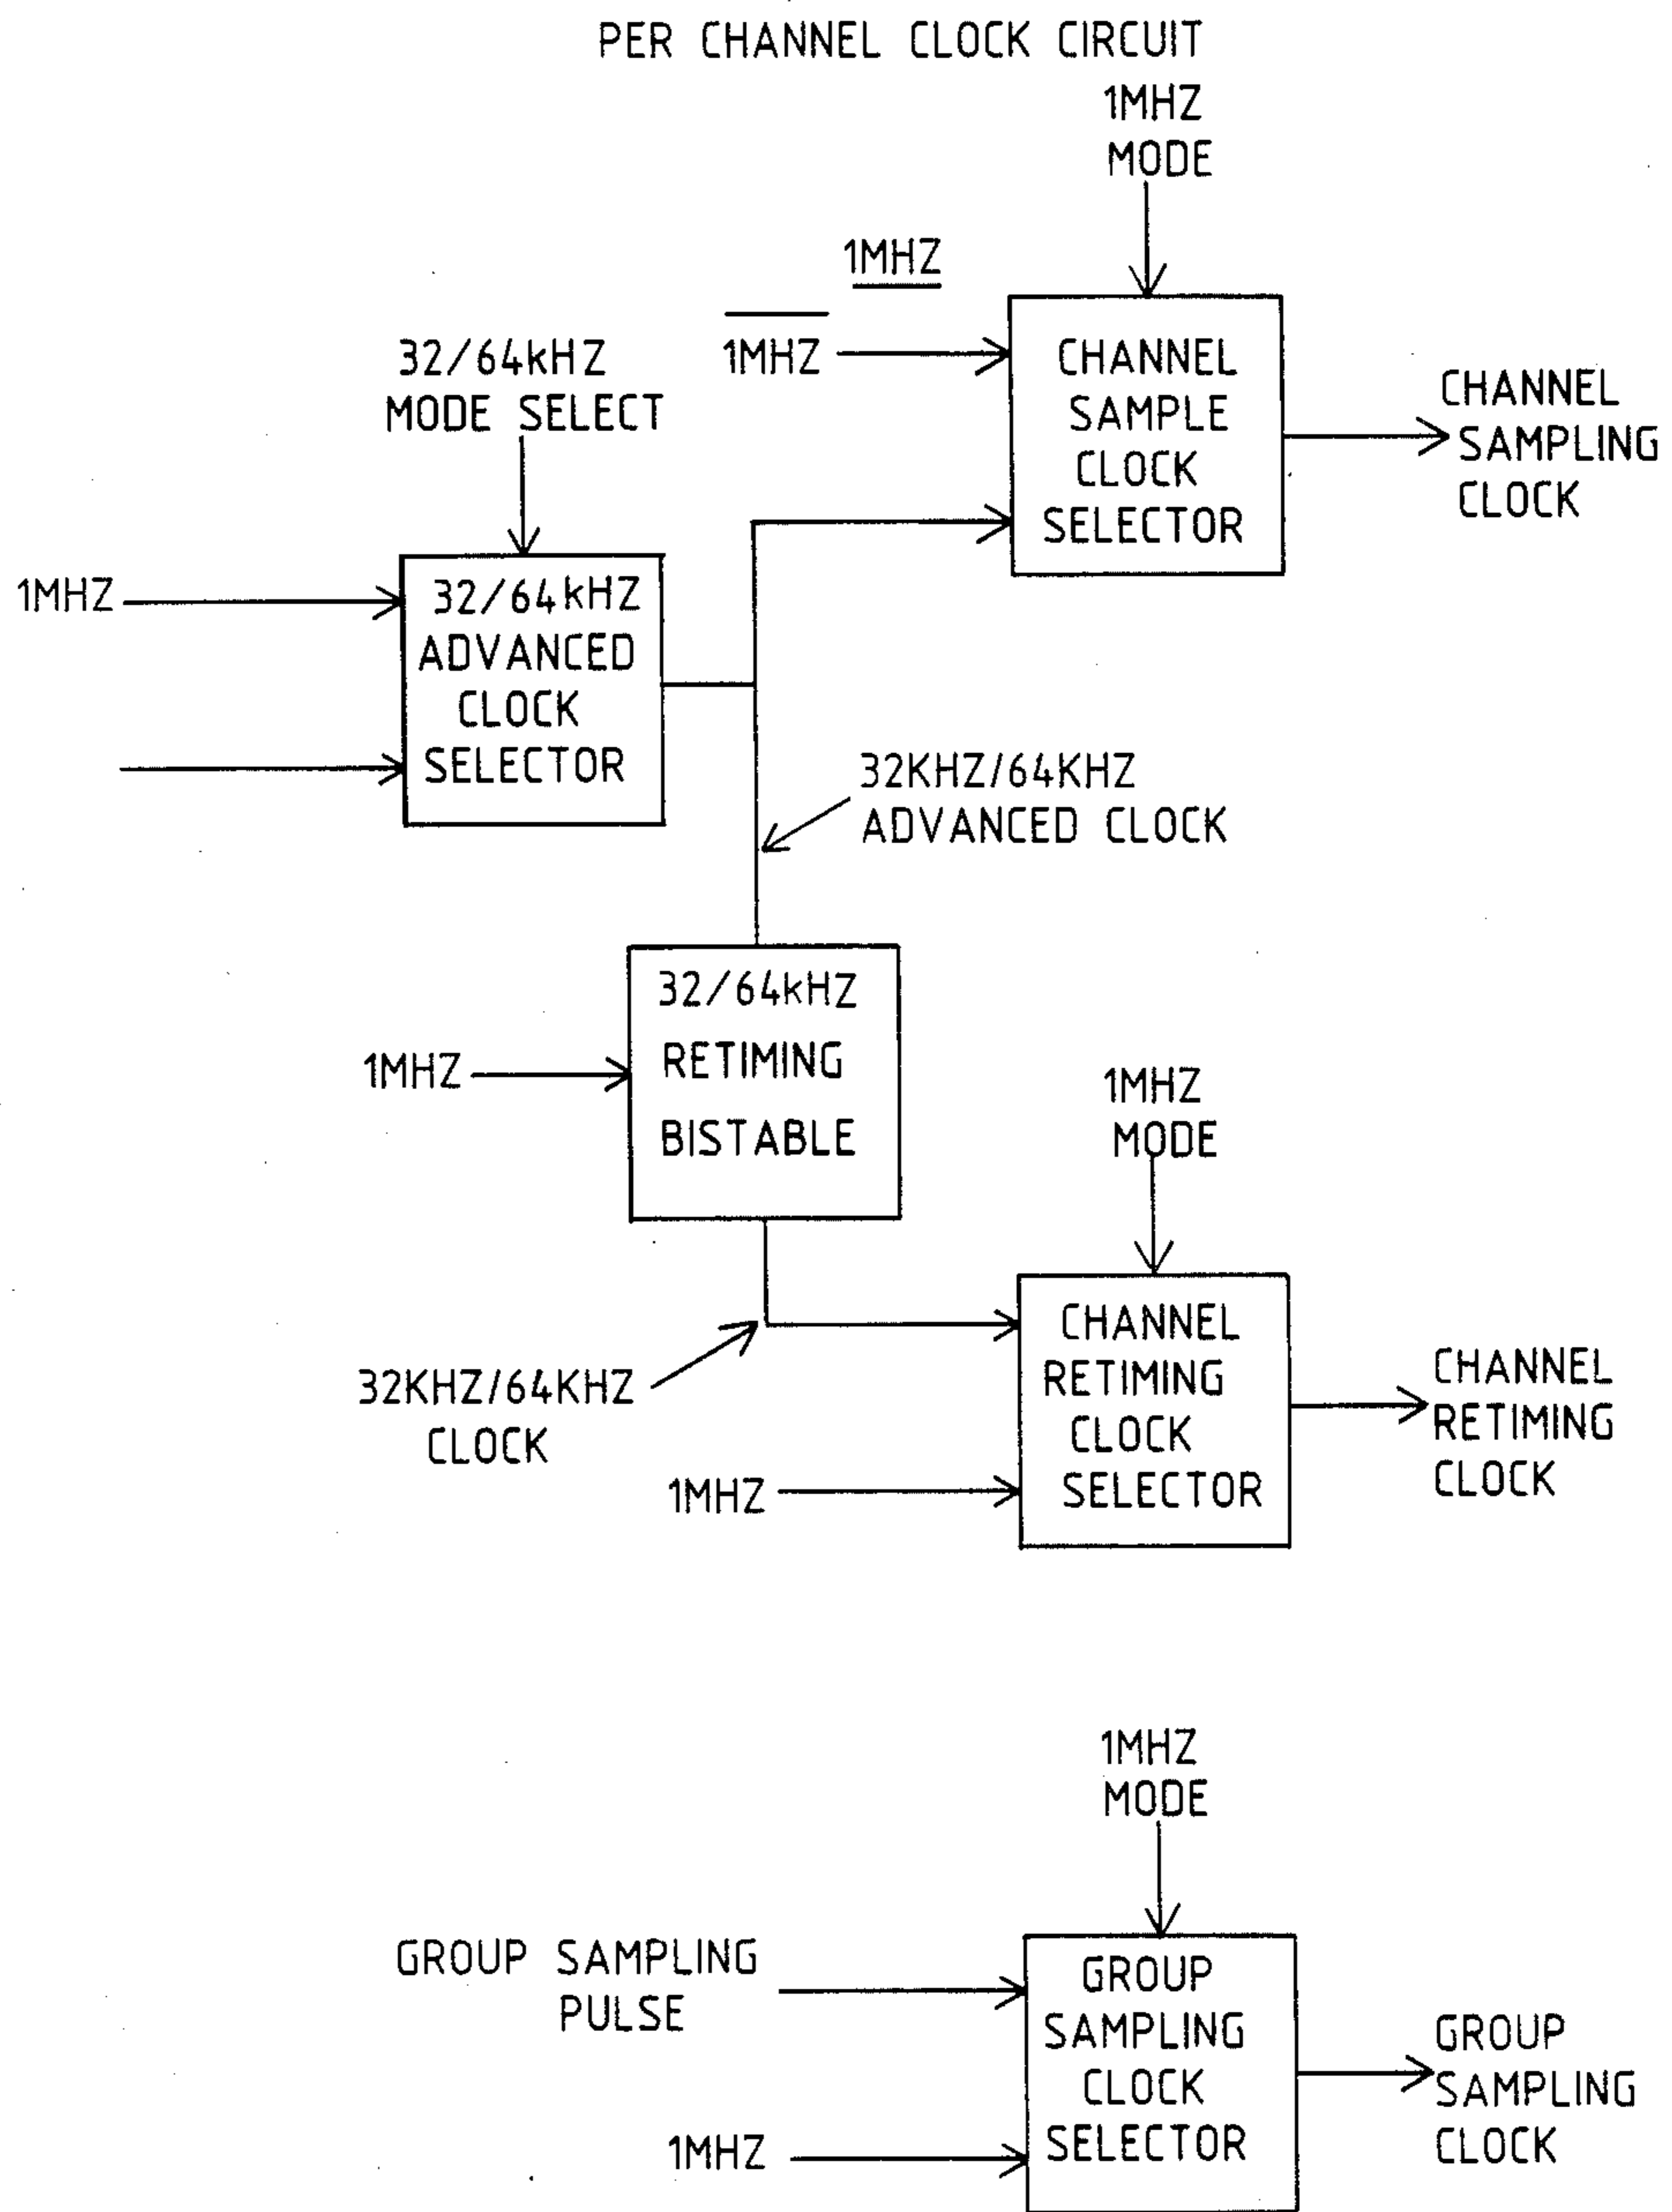 PER CHANNEL CLOCK CIRCUIT
1MHZ
MODE
1MHZ
1MHZ
CHANNEL
SAMPLE
CLOCK
SELECTOR
CHANNEL
SAMPLING
CLOCK
32/64kHZ
MODE SELECT
1MHZ
32/64kHZ
ADVANCED
CLOCK
SELECTOR
32KHZ/64KHZ
ADVANCED CLOCK
32/64kHZ
RETIMING
BISTABLE
1MHZ
1MHZ
MODE
32KHZ/64KHZ
CLOCK
1MHZ
CHANNEL
RETIMING
CLOCK
SELECTOR
CHANNEL
RETIMING
CLOCK
1MHZ
MODE
GROUP SAMPLING
PULSE
1MHZ
GROUP
SAMPLING
CLOCK
SELECTOR
GROUP
SAMPLING
CLOCK